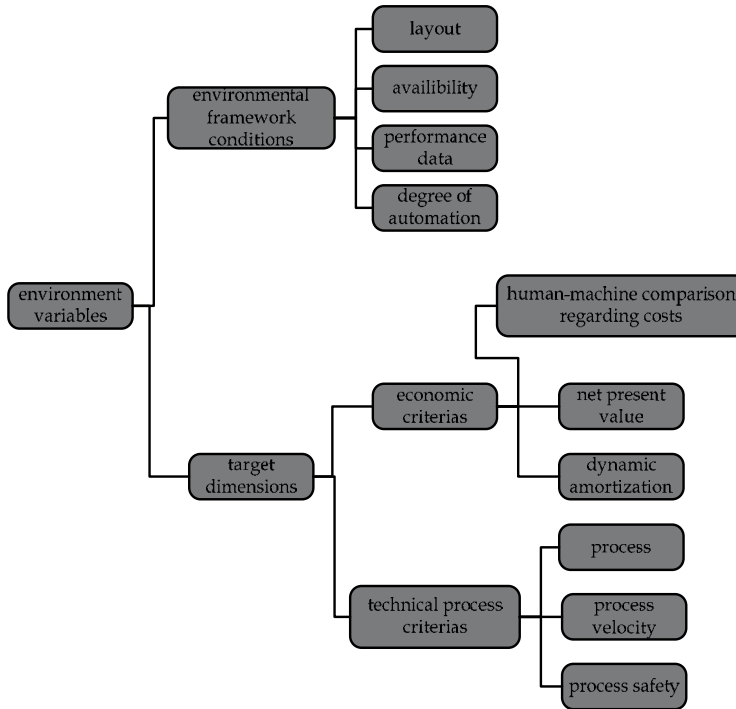 layout
availibility
performance
data
degree of
automation
environmental
framework
conditions
environment
variables
human-machine comparison
regarding costs
economic
criterias
net present
value
target
dimensions
dynamic
amortization
process
technical process
criterias
process
velocity
process safety